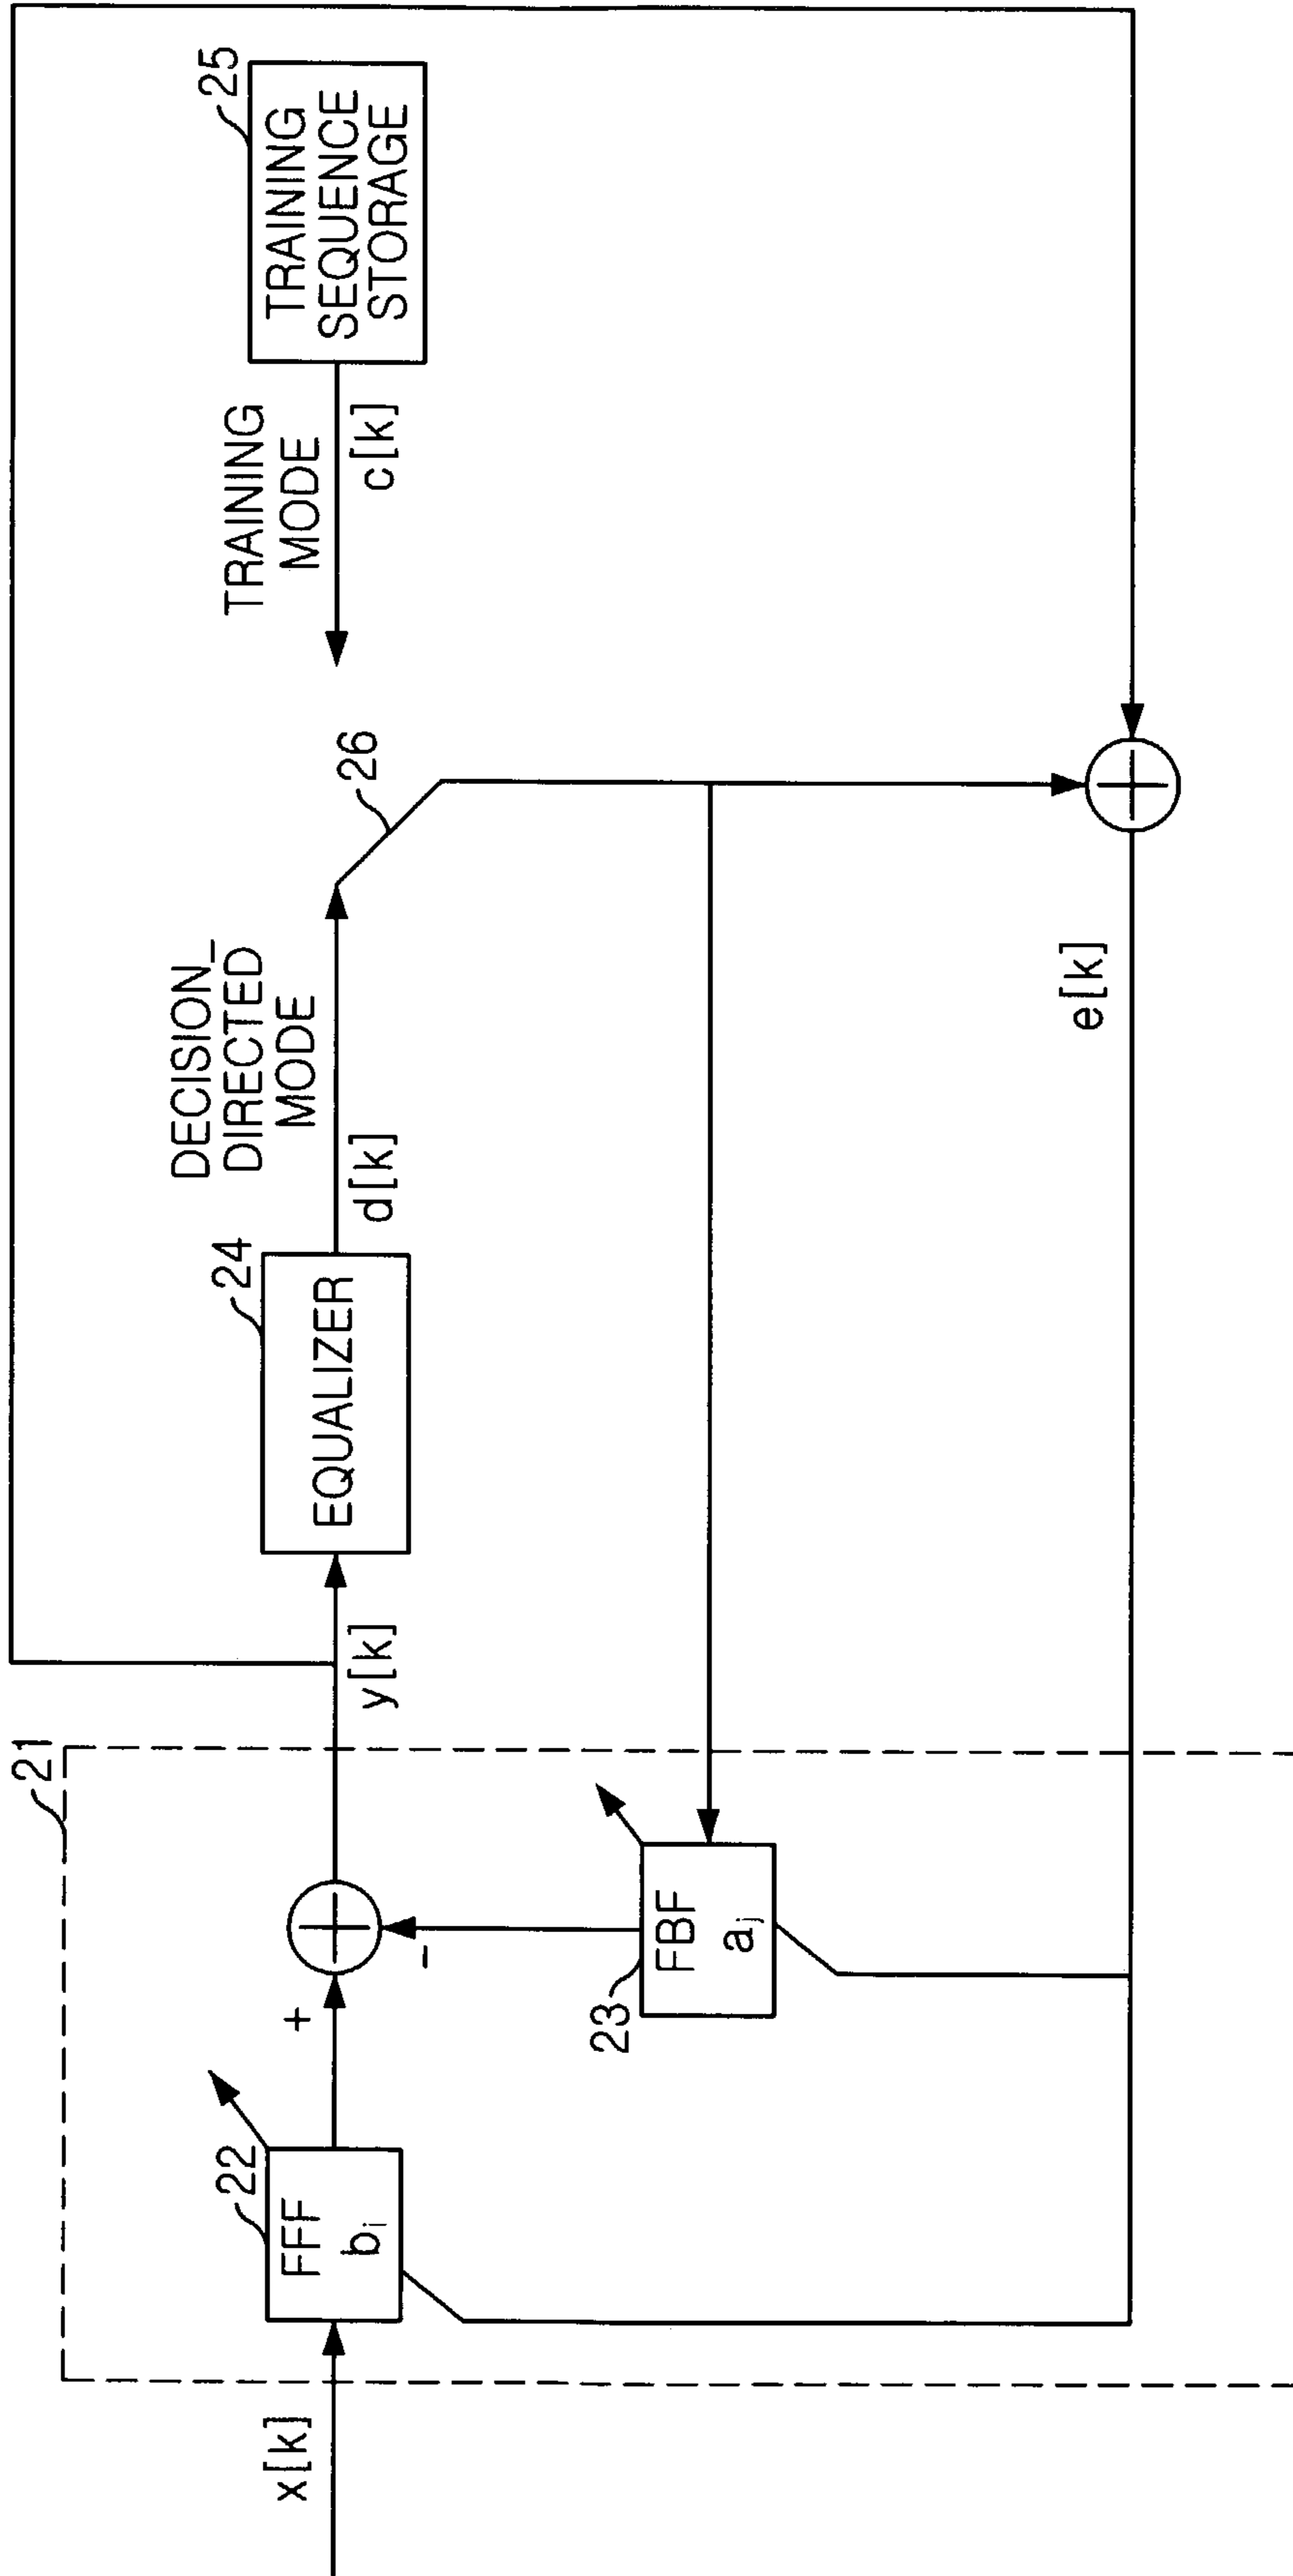 x[k]
21
22
FFF
bᵢ
+
-
23
FBF
aⱼ
y[k]
24
EQUALIZER
d[k]
DECISION_
DIRECTED
MODE
26
TRAINING
MODE
c[k]
25
TRAINING
SEQUENCE
STORAGE
e[k]